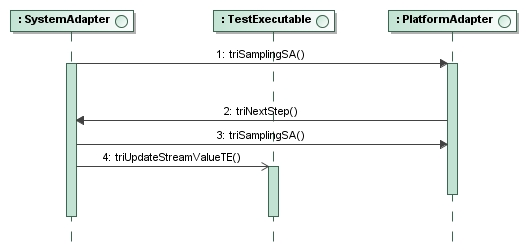 : SystemAdapter
: TestExecutable
: PlatformAdapter
1: triSamplingSA()
2: triNextStep()
3: triSamplingSA()
4: triUpdateStreamValueTE()